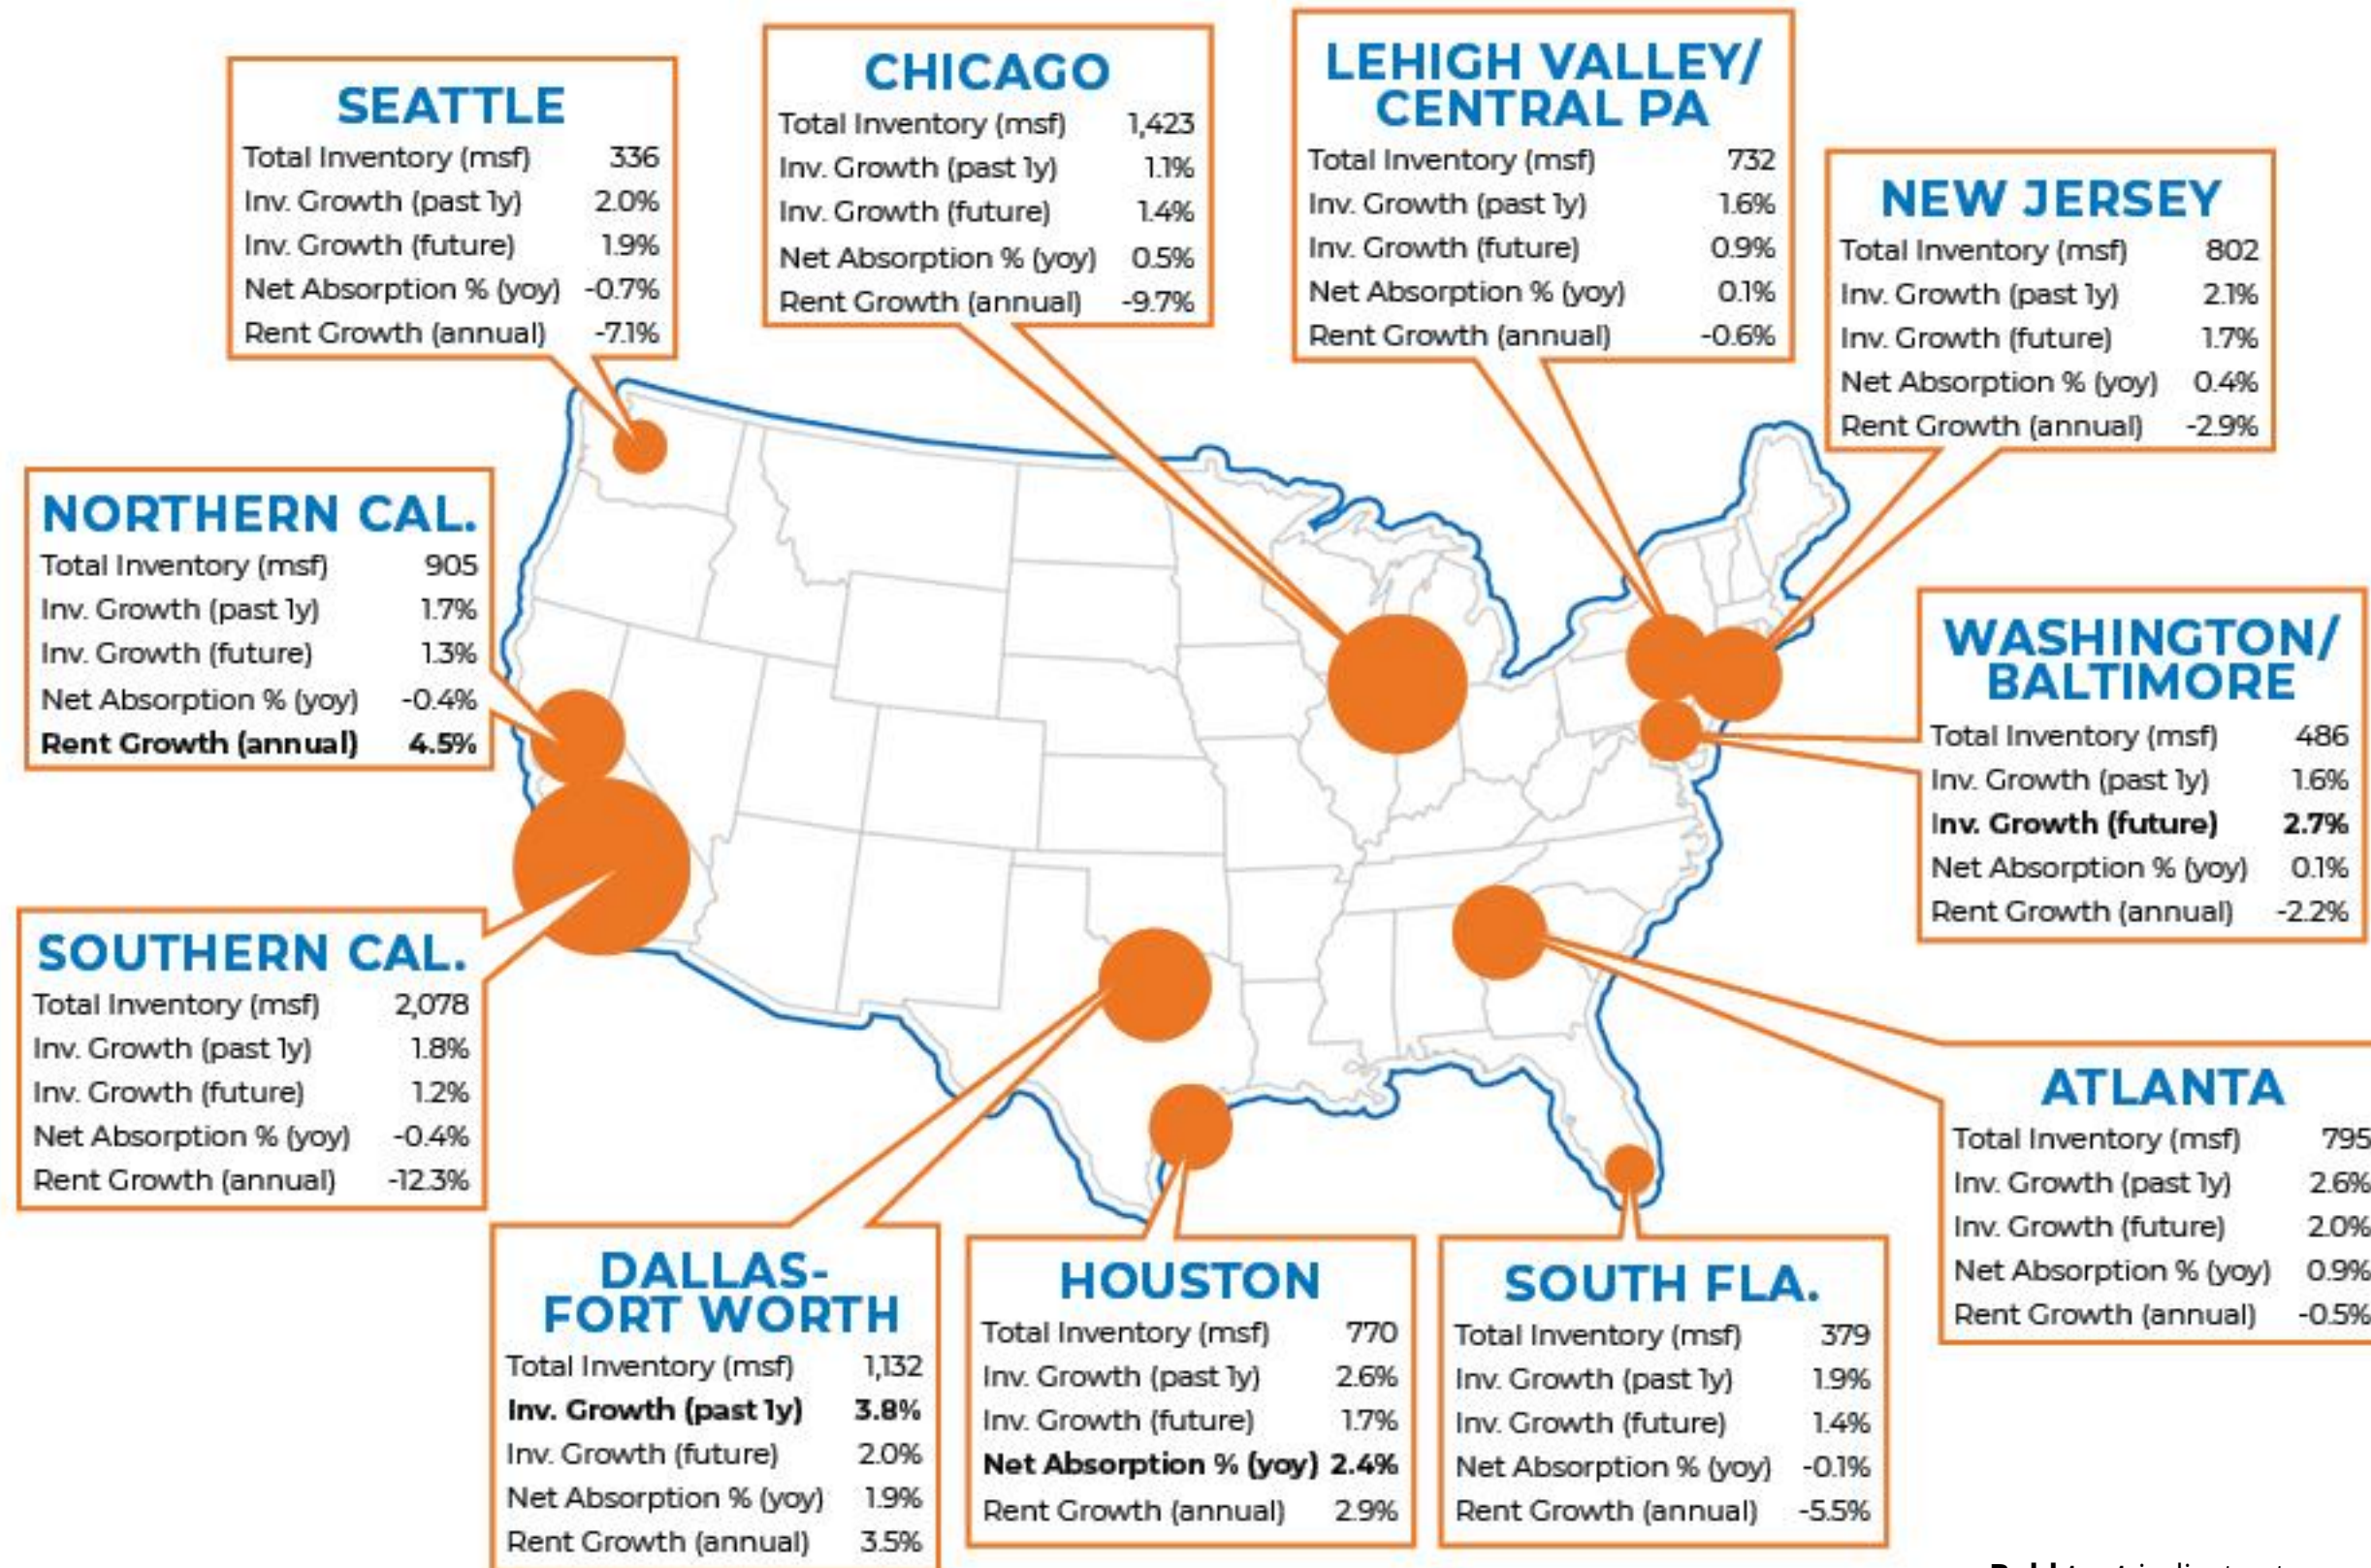 SEATTLE
Total Inventory (msf) 336
Inv. Growth (past 1y) 2.0%
Inv. Growth (future) 1.9%
Net Absorption % (yoy) -0.7%
Rent Growth (annual) -7.1%
CHICAGO
Total Inventory (msf) 1,423
Inv. Growth (past 1y) 1.1%
Inv. Growth (future) 1.4%
Net Absorption % (yoy) 0.5%
Rent Growth (annual) -9.7%
LEHIGH VALLEY/
CENTRAL PA
Total Inventory (msf) 732
Inv. Growth (past 1y) 1.6%
Inv. Growth (future) 0.9%
Net Absorption % (yoy) 0.1%
Rent Growth (annual) -0.6%
NEW JERSEY
Total Inventory (msf) 802
Inv. Growth (past 1y) 2.1%
Inv. Growth (future) 1.7%
Net Absorption % (yoy) 0.4%
Rent Growth (annual) -2.9%
NORTHERN CAL.
Total Inventory (msf) 905
Inv. Growth (past 1y) 1.7%
Inv. Growth (future) 1.3%
Net Absorption % (yoy) -0.4%
Rent Growth (annual) 4.5%
WASHINGTON/
BALTIMORE
Total Inventory (msf) 486
Inv. Growth (past 1y) 1.6%
Inv. Growth (future) 2.7%
Net Absorption % (yoy) 0.1%
Rent Growth (annual) -2.2%
SOUTHERN CAL.
Total Inventory (msf) 2,078
Inv. Growth (past 1y) 1.8%
Inv. Growth (future) 1.2%
Net Absorption % (yoy) -0.4%
Rent Growth (annual) -12.3%
ATLANTA
Total Inventory (msf) 795
Inv. Growth (past 1y) 2.6%
Inv. Growth (future) 2.0%
Net Absorption % (yoy) 0.9%
Rent Growth (annual) -0.5%
DALLAS-
FORT WORTH
Total Inventory (msf) 1,132
Inv. Growth (past 1y) 3.8%
Inv. Growth (future) 2.0%
Net Absorption % (yoy) 1.9%
Rent Growth (annual) 3.5%
HOUSTON
Total Inventory (msf) 770
Inv. Growth (past 1y) 2.6%
Inv. Growth (future) 1.7%
Net Absorption % (yoy) 2.4%
Rent Growth (annual) 2.9%
SOUTH FLA.
Total Inventory (msf) 379
Inv. Growth (past 1y) 1.9%
Inv. Growth (future) 1.4%
Net Absorption % (yoy) -0.1%
Rent Growth (annual) -5.5%